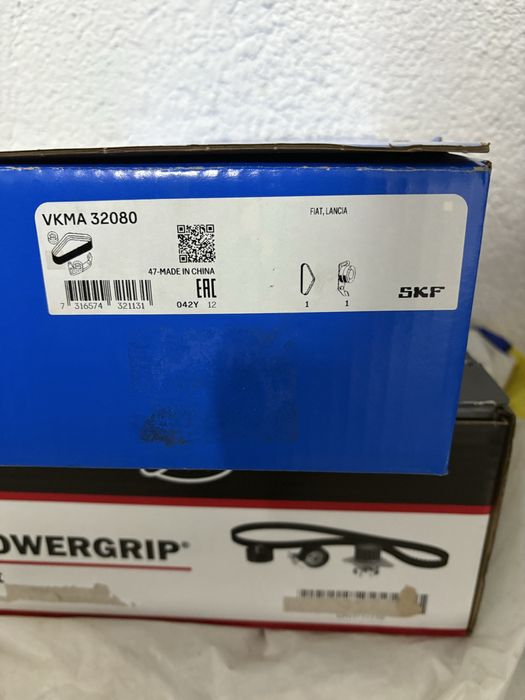 VKMA 32080
FIAT, LANCIA
47-MADE IN CHINA
EAC
7 316574 321131
042Y 12
1 1
SKF
OWERGRIP®